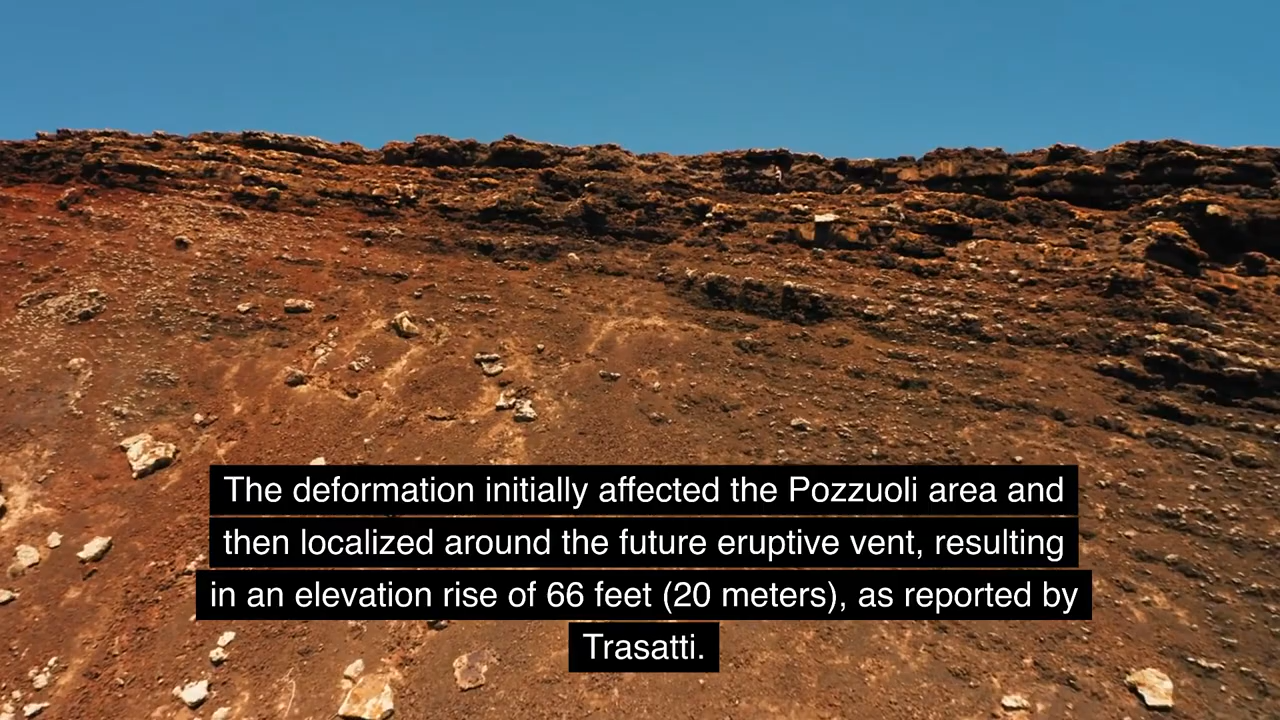 The deformation initially affected the Pozzuoli area and
then localized around the future eruptive vent, resulting
in an elevation rise of 66 feet (20 meters), as reported by
Trasatti.